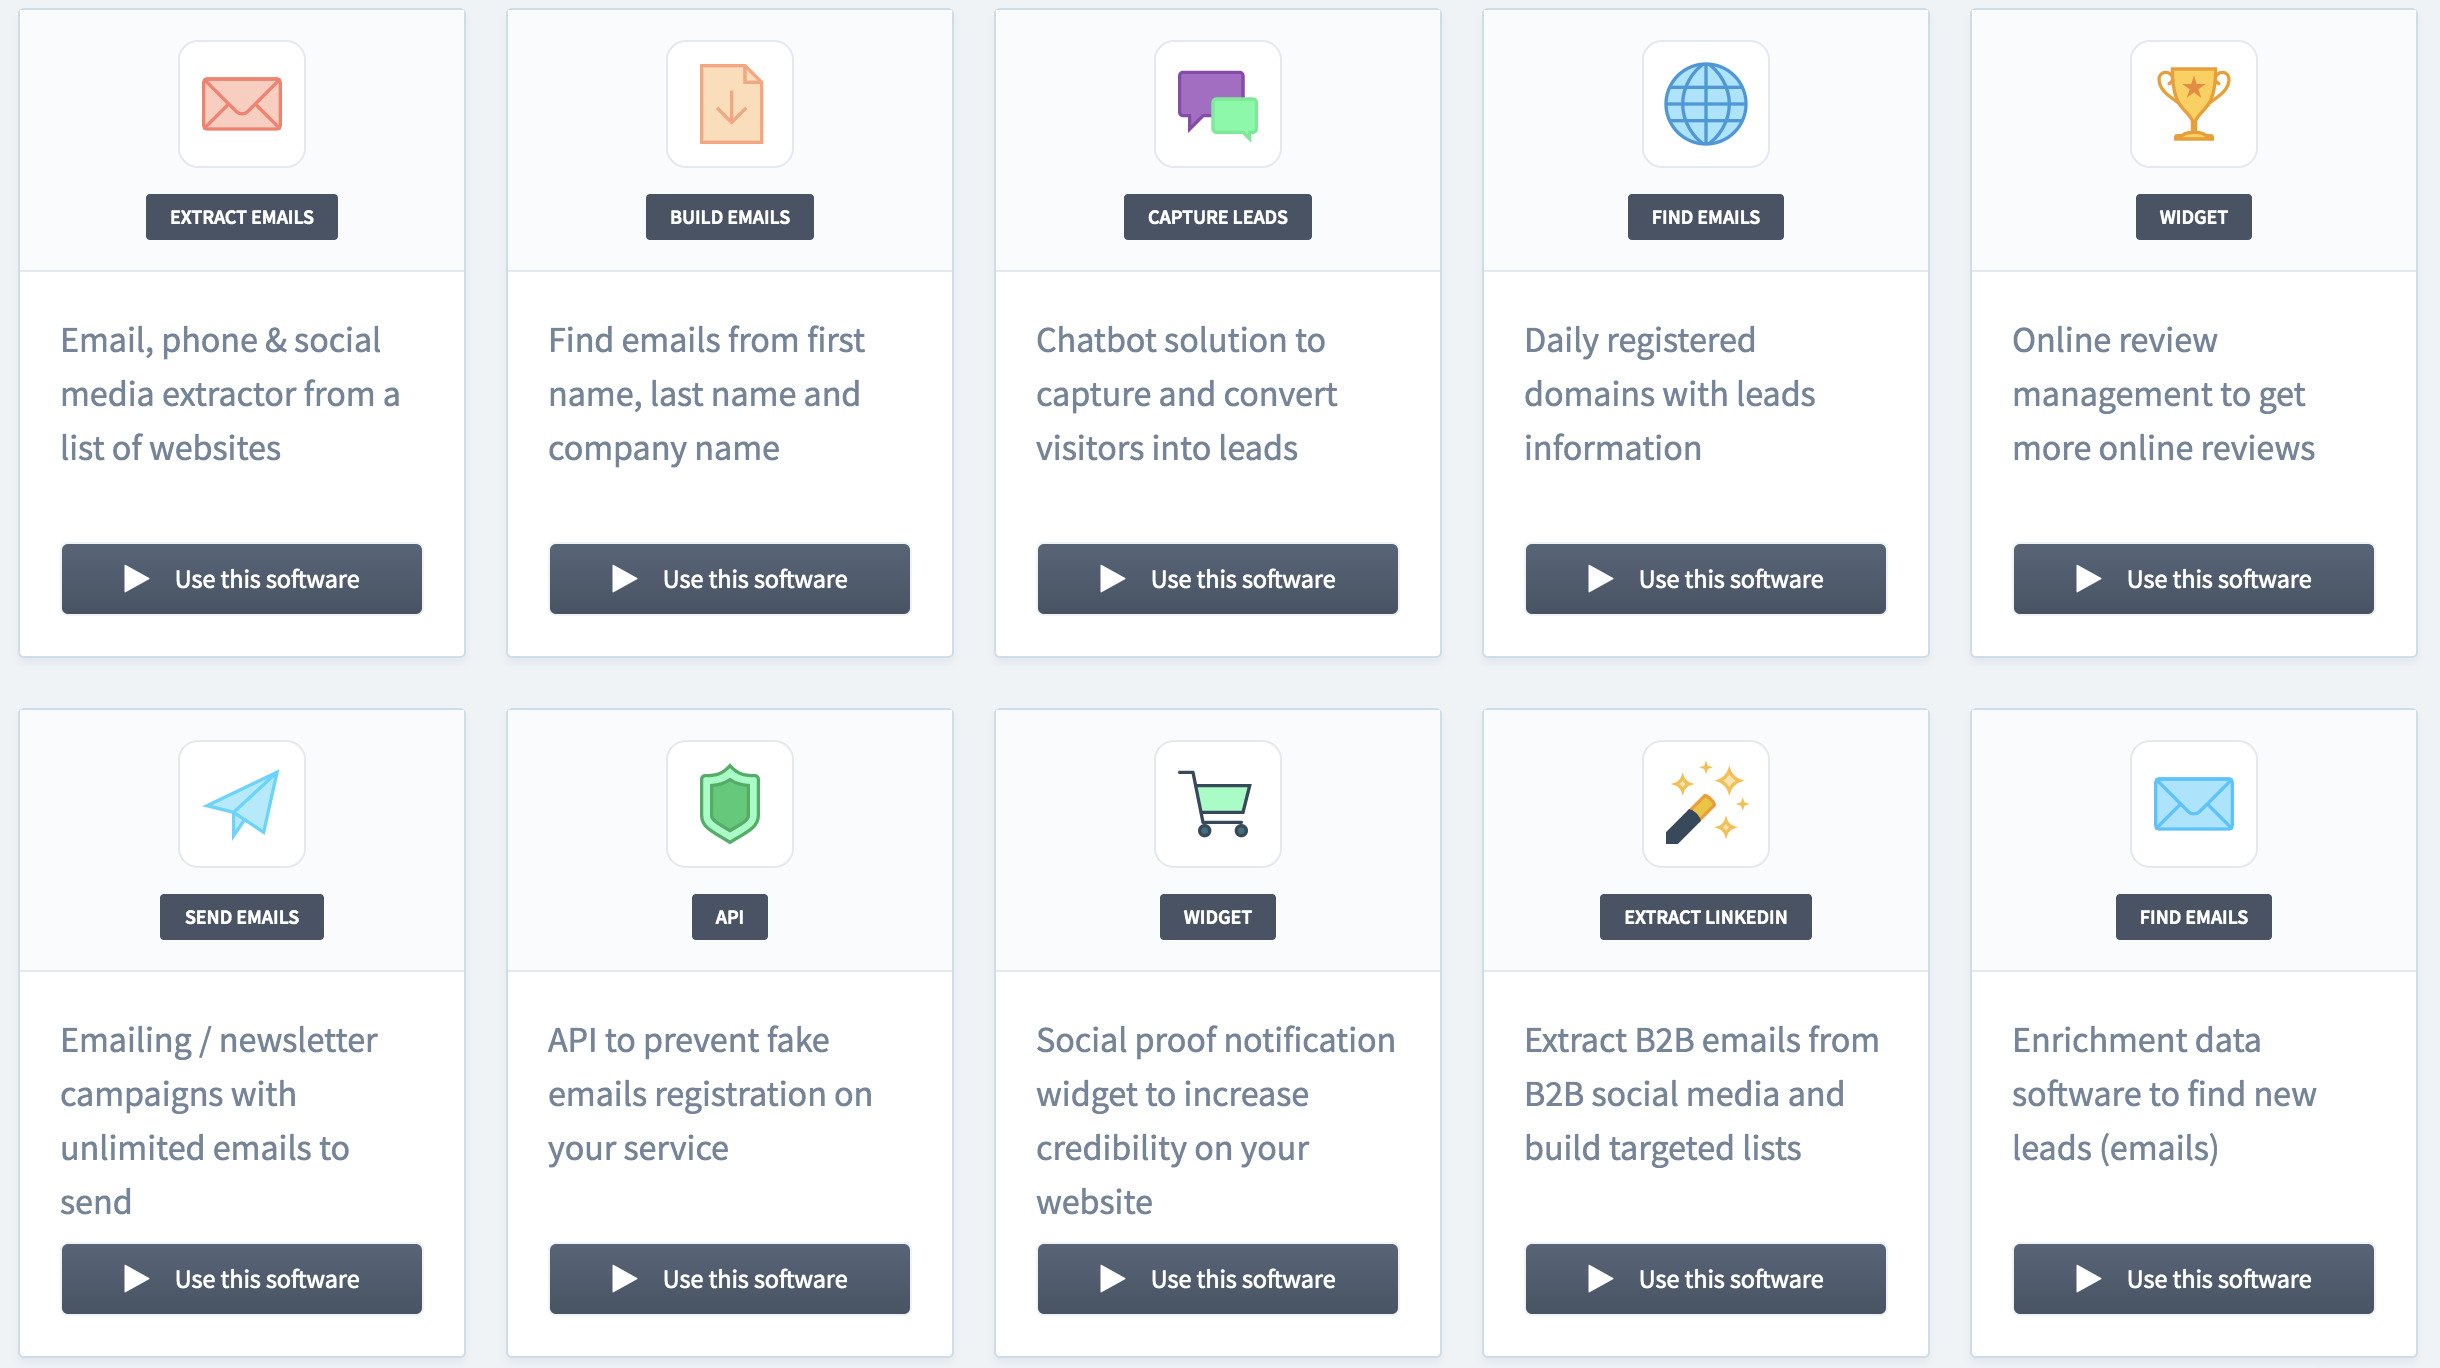 EXTRACT EMAILS
Email, phone & social
media extractor from a
list of websites
Use this software
BUILD EMAILS
Find emails from first
name, last name and
company name
Use this software
CAPTURE LEADS
Chatbot solution to
capture and convert
visitors into leads
Use this software
FIND EMAILS
Daily registered
domains with leads
information
Use this software
WIDGET
Online review
management to get
more online reviews
Use this software
SEND EMAILS
Emailing / newsletter
campaigns with
unlimited emails to
send
Use this software
API
API to prevent fake
emails registration on
your service
Use this software
WIDGET
Social proof notification
widget to increase
credibility on your
website
Use this software
EXTRACT LINKEDIN
Extract B2B emails from
B2B social media and
build targeted lists
Use this software
FIND EMAILS
Enrichment data
software to find new
leads (emails)
Use this software